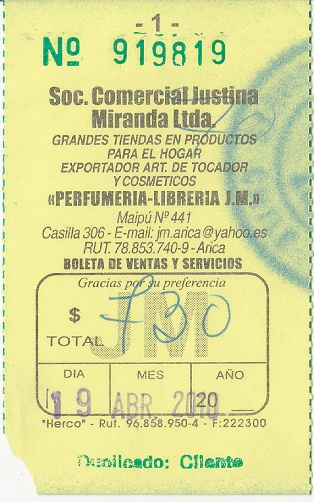 - 1 -
Nº 919819
Soc. Comercial Justina
Miranda Ltda.
GRANDES TIENDAS EN PRODUCTOS
PARA EL HOGAR
EXPORTADOR ART. DE TOCADOR
Y COSMETICOS
«PERFUMERIA-LIBRERIA J.M.»
Maipú Nº 441
Casilla 306 - E-mail: jm.arica@yahoo.es
RUT. 78.853.740-9 - Arica
BOLETA DE VENTAS Y SERVICIOS
Gracias por su preferencia
$ 730
TOTAL
JM
DIA MES AÑO
19 ABR. 2010 20
"Herco" - Rut. 96.858.950-4 - F:222300
Duplicado: Cliente